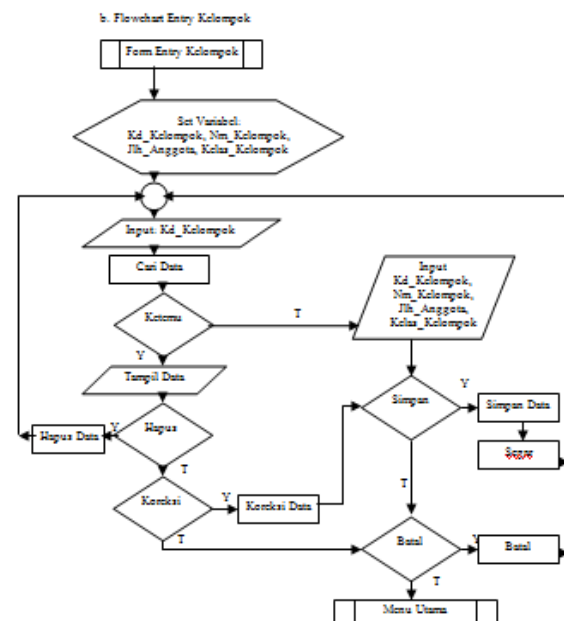 b. Flowchart Entry Kelompok
Form Entry Kelompok
Set Variabel:
Kd_Kelompok, Nm_Kelompok,
Jlh_Anggota, Kelas_Kelompok
Input: Kd_Kelompok
Cari Data
Ketemu
T
Input
Kd_Kelompok,
Nm_Kelompok,
Jlh_Anggota,
Kelas_Kelompok
Y
Tampil Data
Simpan
Y
Simpan Data
Hapus
Y
Hapus Data
T
T
Koreksi
Y
Koreksi Data
T
Batal
Y
Batal
T
Menu Utama